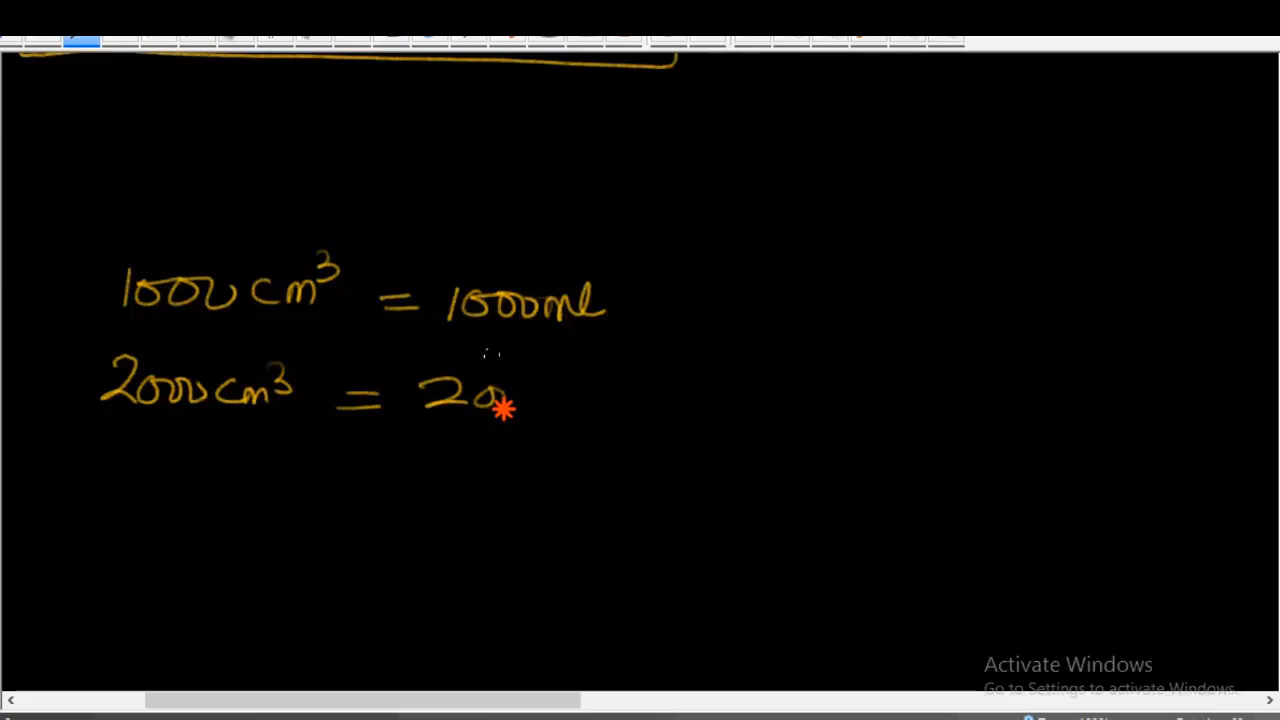 1000 cm³ = 1000ml
2000 cm³ = 20
Activate Windows
Go to Settings to activate Windows.